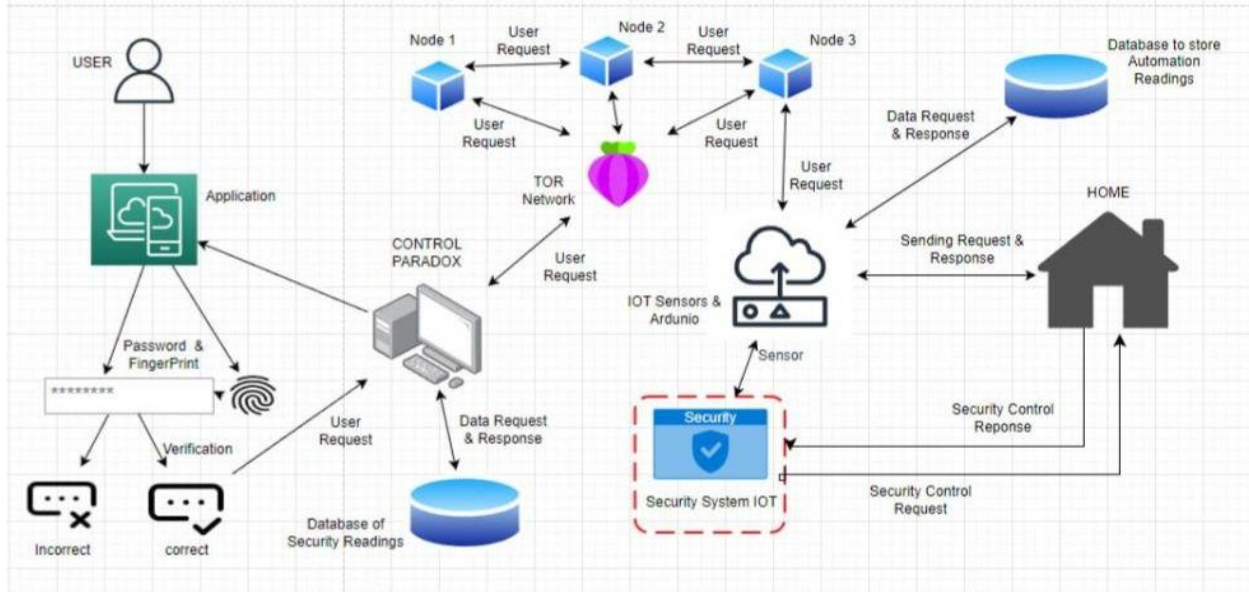 USER
Application
Password &
FingerPrint
********
Verification
Incorrect
correct
User
Request
CONTROL
PARADOX
Data Request
& Response
Database of
Security Readings
User
Request
TOR
Network
Node 1
User
Request
Node 2
User
Request
Node 3
User
Request
User
Request
User
Request
IOT Sensors &
Ardunio
Sensor
Security
Security System IOT
Data Request
& Response
Database to store
Automation
Readings
Sending Request &
Response
HOME
Security Control
Reponse
Security Control
Request